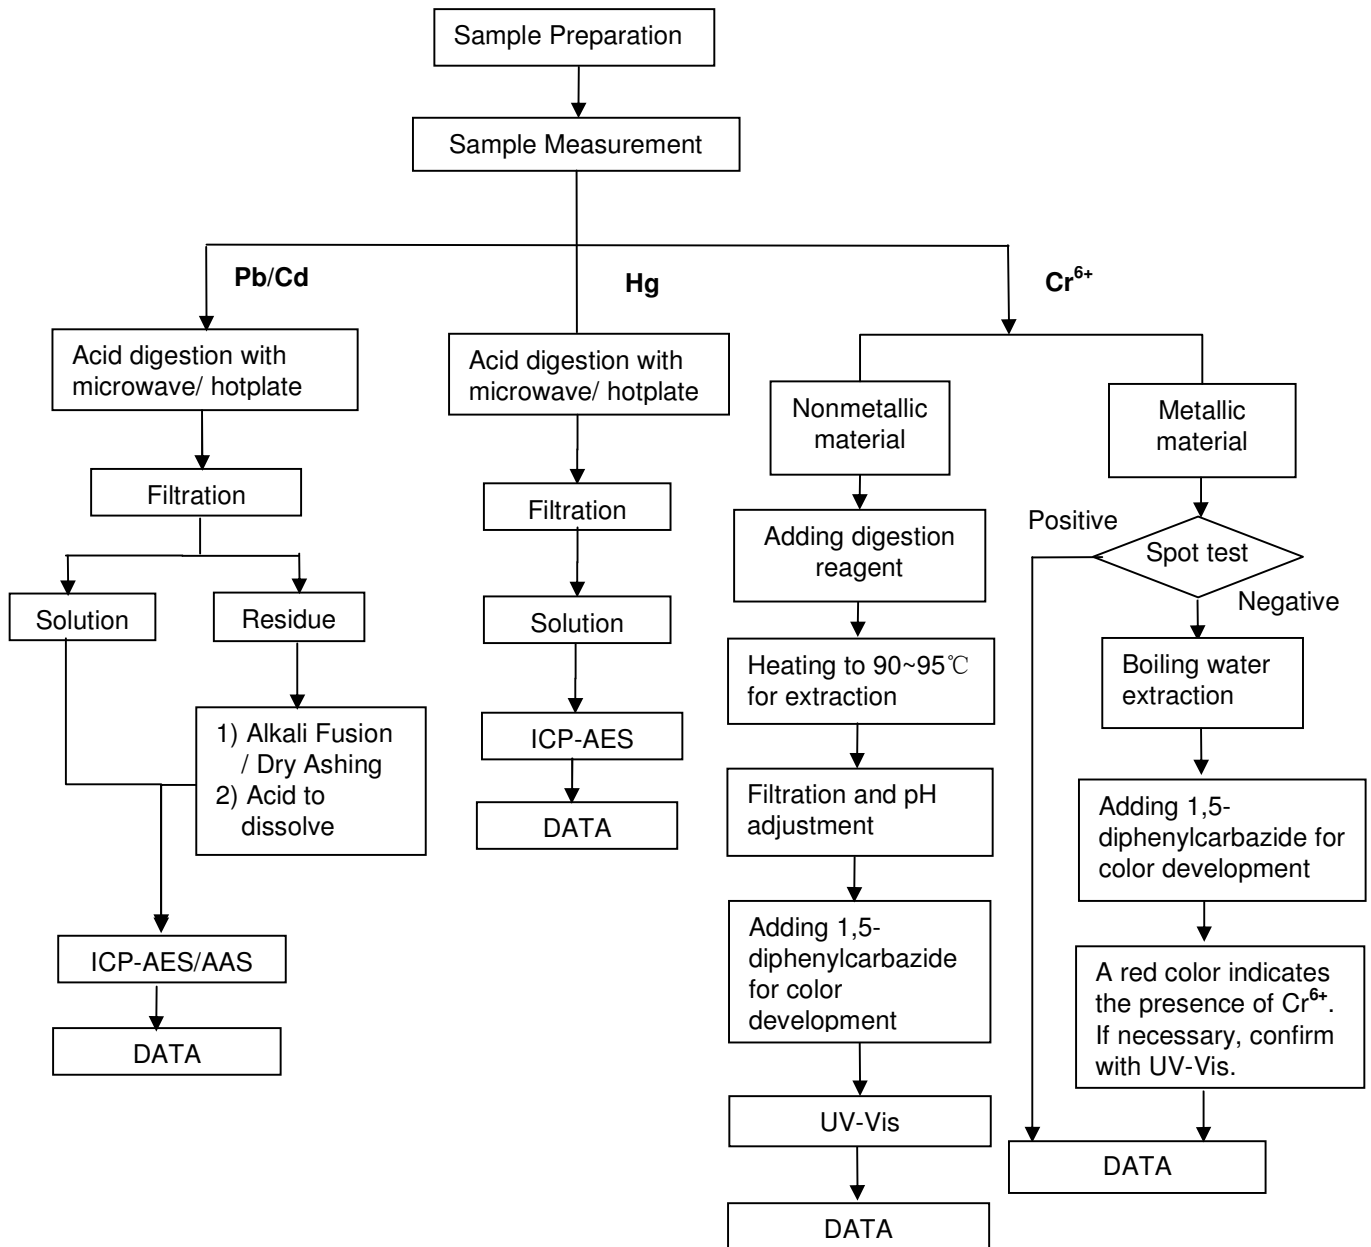 Sample Preparation
Sample Measurement
Pb/Cd
Hg
Cr⁶⁺
Acid digestion with
microwave/ hotplate
Filtration
Solution
Residue
1) Alkali Fusion
/ Dry Ashing
2) Acid to
dissolve
ICP-AES/AAS
DATA
Acid digestion with
microwave/ hotplate
Filtration
Solution
ICP-AES
DATA
Nonmetallic
material
Adding digestion
reagent
Heating to 90~95℃
for extraction
Filtration and pH
adjustment
Adding 1,5-
diphenylcarbazide
for color
development
UV-Vis
DATA
Metallic
material
Positive
Spot test
Negative
Boiling water
extraction
Adding 1,5-
diphenylcarbazide for
color development
A red color indicates
the presence of Cr⁶⁺.
If necessary, confirm
with UV-Vis.
DATA